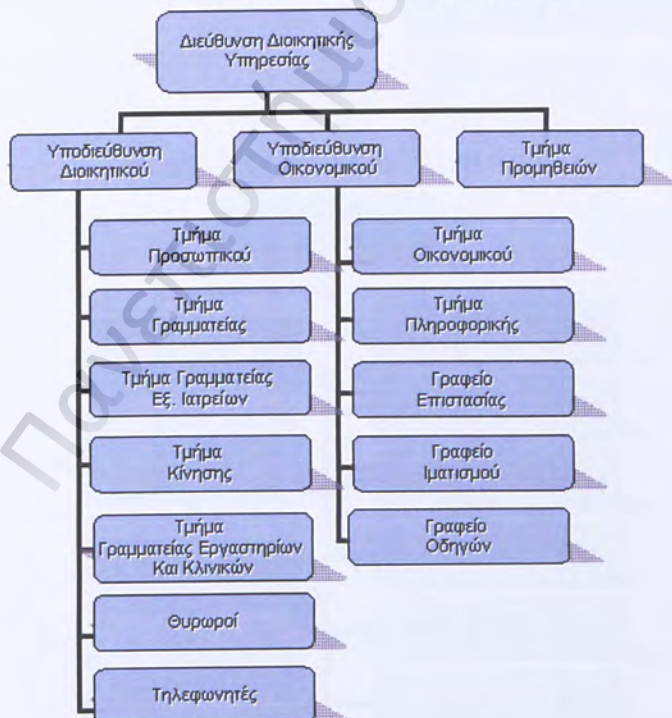 Διεύθυνση Διοικητικής
Υπηρεσίας
Υποδιεύθυνση
Διοικητικού
Υποδιεύθυνση
Οικονομικού
Τμήμα
Προμηθειών
Τμήμα
Προσωπικού
Τμήμα
Γραμματείας
Τμήμα Γραμματείας
Εξ. Ιατρείων
Τμήμα
Κίνησης
Τμήμα
Γραμματείας Εργαστηρίων
Και Κλινικών
Θυρωροί
Τηλεφωνητές
Τμήμα
Οικονομικού
Τμήμα
Πληροφορικής
Γραφείο
Επιστασίας
Γραφείο
Ιματισμού
Γραφείο
Οδηγών